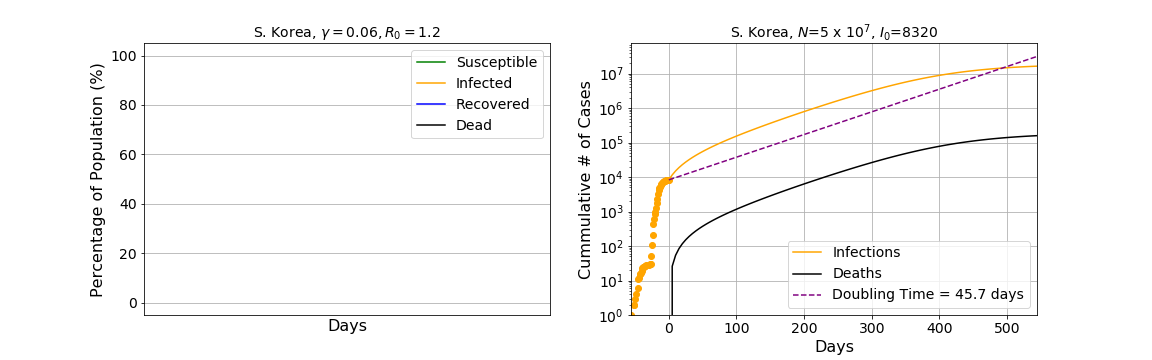 S. Korea, γ = 0.06, R₀ = 1.2
Percentage of Population (%)
100
80
60
40
20
0
Susceptible
Infected
Recovered
Dead
Days
S. Korea, N=5 x 10⁷, I₀=8320
Cummulative # of Cases
10⁷
10⁶
10⁵
10⁴
10³
10²
10¹
10⁰
Infections
Deaths
Doubling Time = 45.7 days
0 100 200 300 400 500
Days